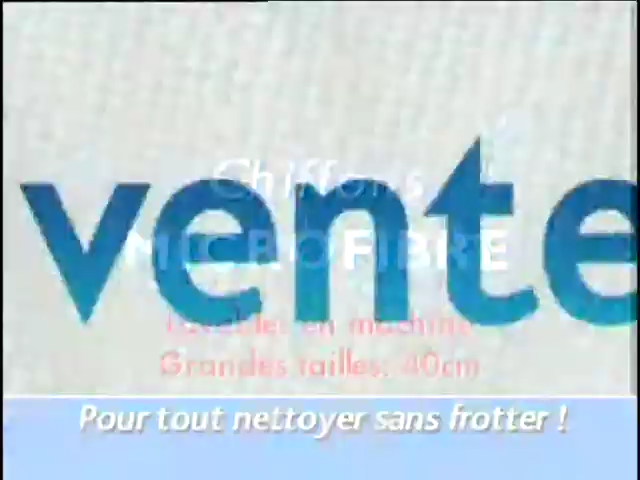 Chiffons
vente
MICROFIBRE
Lavables en machine
Grandes tailles: 40cm
Pour tout nettoyer sans frotter !